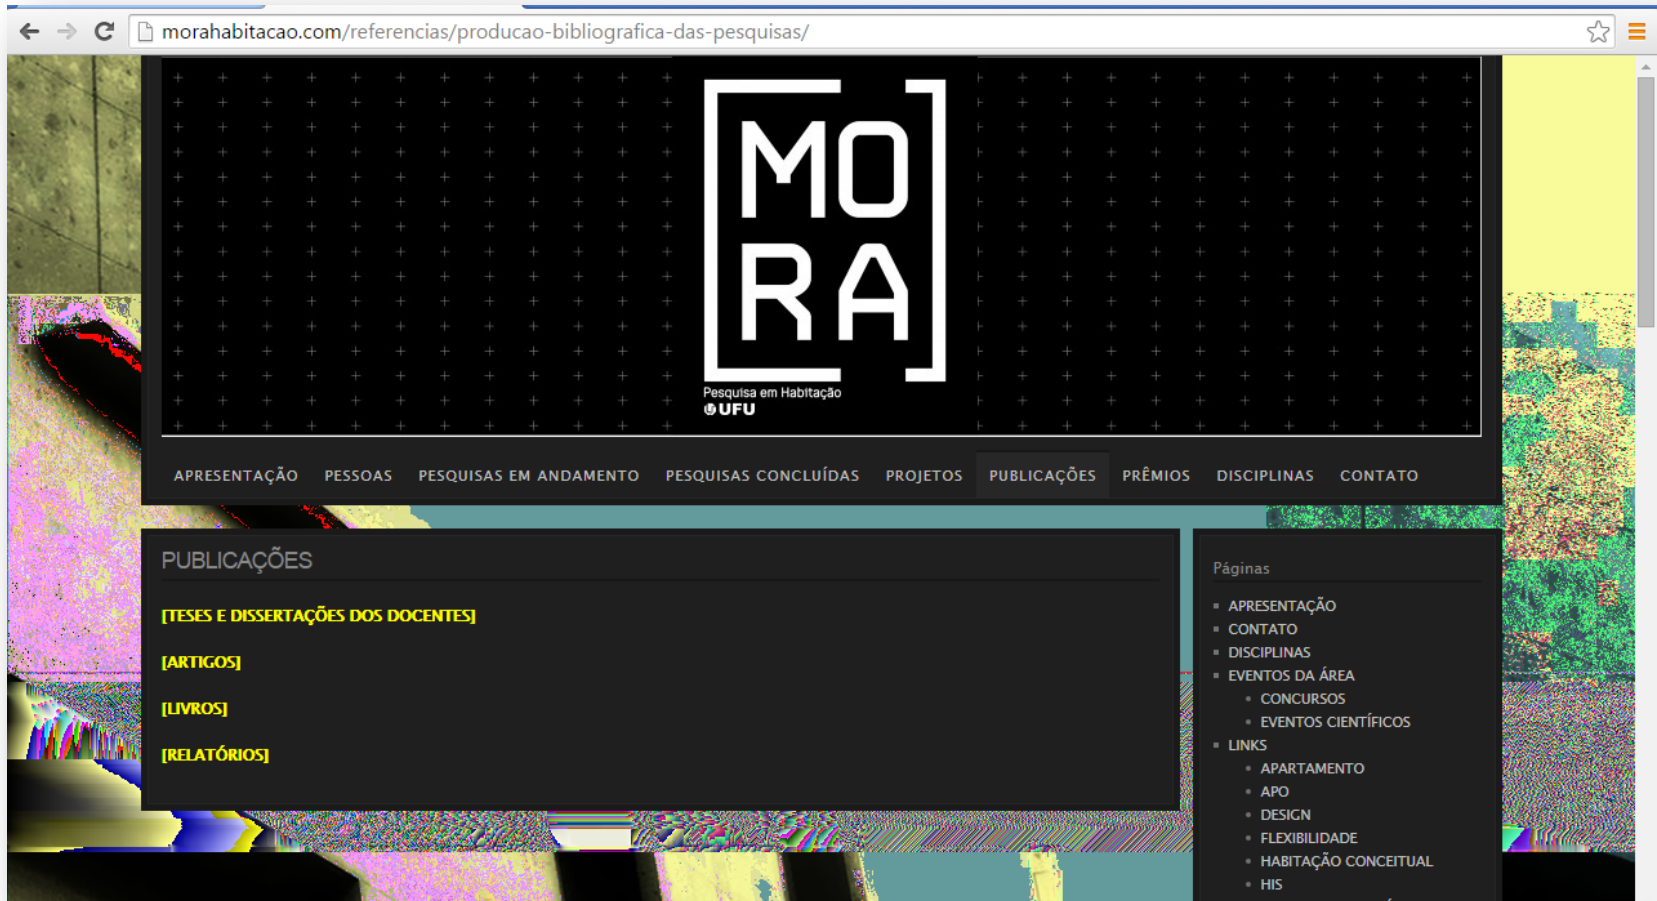 morahabitacao.com/referencias/producao-bibliografica-das-pesquisas/
MO
RA
Pesquisa em Habitação
UFU
APRESENTAÇÃO PESSOAS PESQUISAS EM ANDAMENTO PESQUISAS CONCLUÍDAS PROJETOS PUBLICAÇÕES PRÊMIOS DISCIPLINAS CONTATO
PUBLICAÇÕES
[TESES E DISSERTAÇÕES DOS DOCENTES]
[ARTIGOS]
[LIVROS]
[RELATÓRIOS]
Páginas
APRESENTAÇÃO
CONTATO
DISCIPLINAS
EVENTOS DA ÁREA
CONCURSOS
EVENTOS CIENTÍFICOS
LINKS
APARTAMENTO
APO
DESIGN
FLEXIBILIDADE
HABITAÇÃO CONCEITUAL
HIS